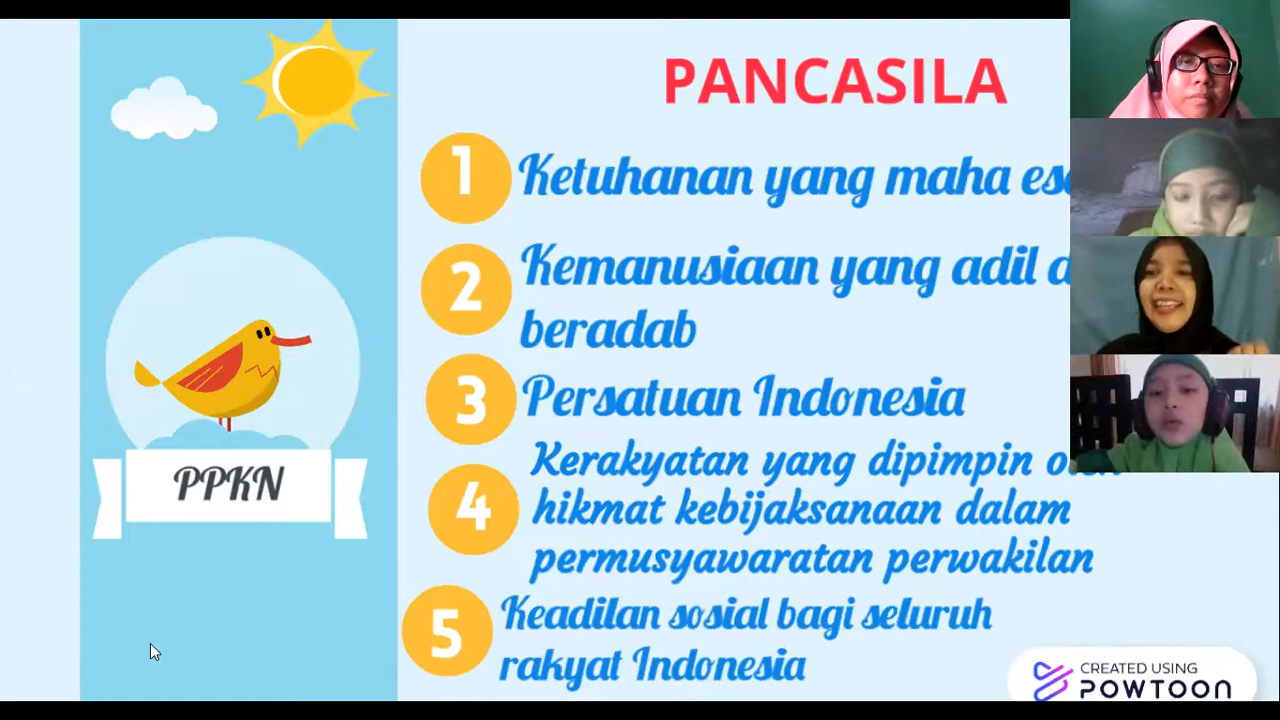 PANCASILA
1 Ketuhanan yang maha
2 Kemanusiaan yang adil
beradab
3 Persatuan Indonesia
4 Kerakyatan yang dipimpin
hikmat kebijaksanaan dalam
permusyawaratan perwakilan
5 Keadilan sosial bagi seluruh
rakyat Indonesia
PPKN
CREATED USING
POWTOON